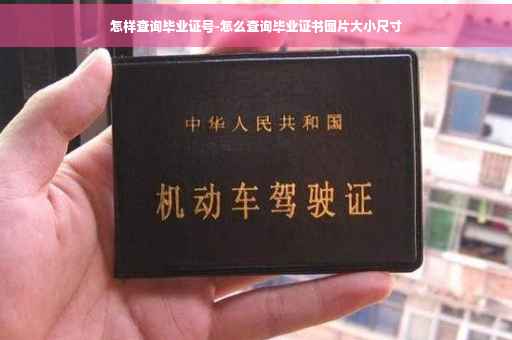 怎样查询毕业证号-怎么查询毕业证书图片大小尺寸
中华人民共和国
机动车驾驶证